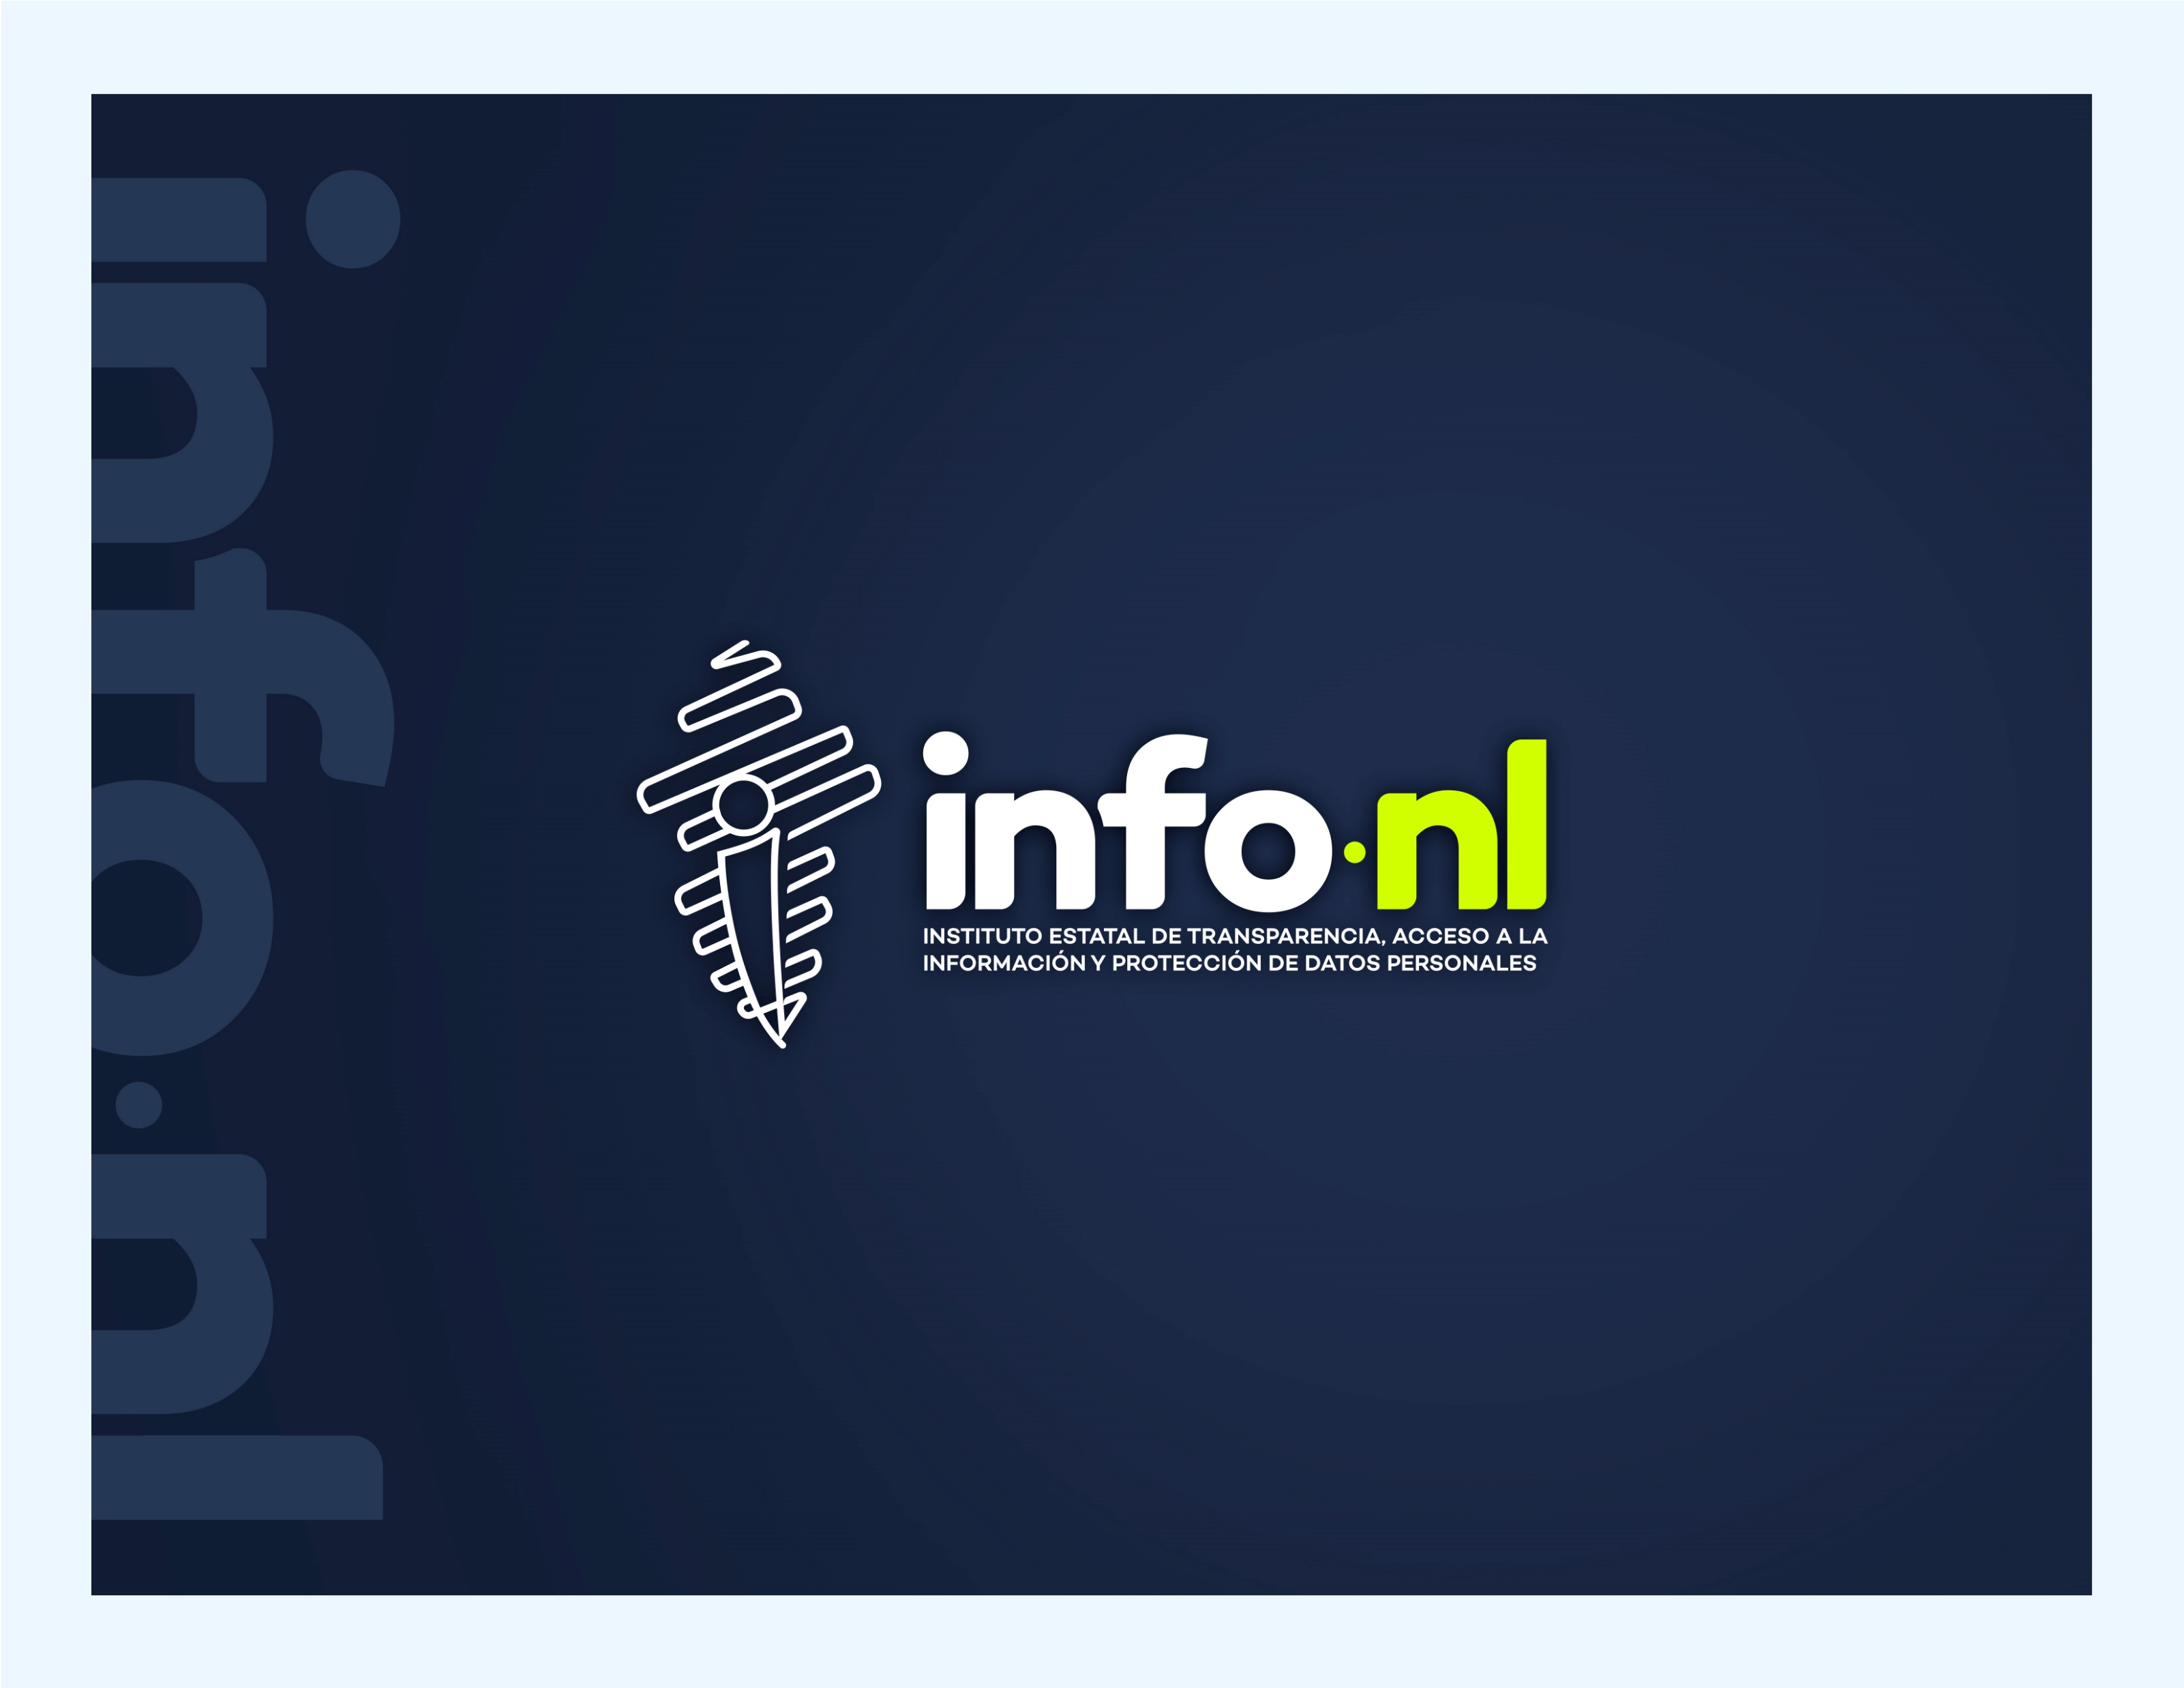 info·nl
info·nl
INSTITUTO ESTATAL DE TRANSPARENCIA, ACCESO A LA
INFORMACIÓN Y PROTECCIÓN DE DATOS PERSONALES